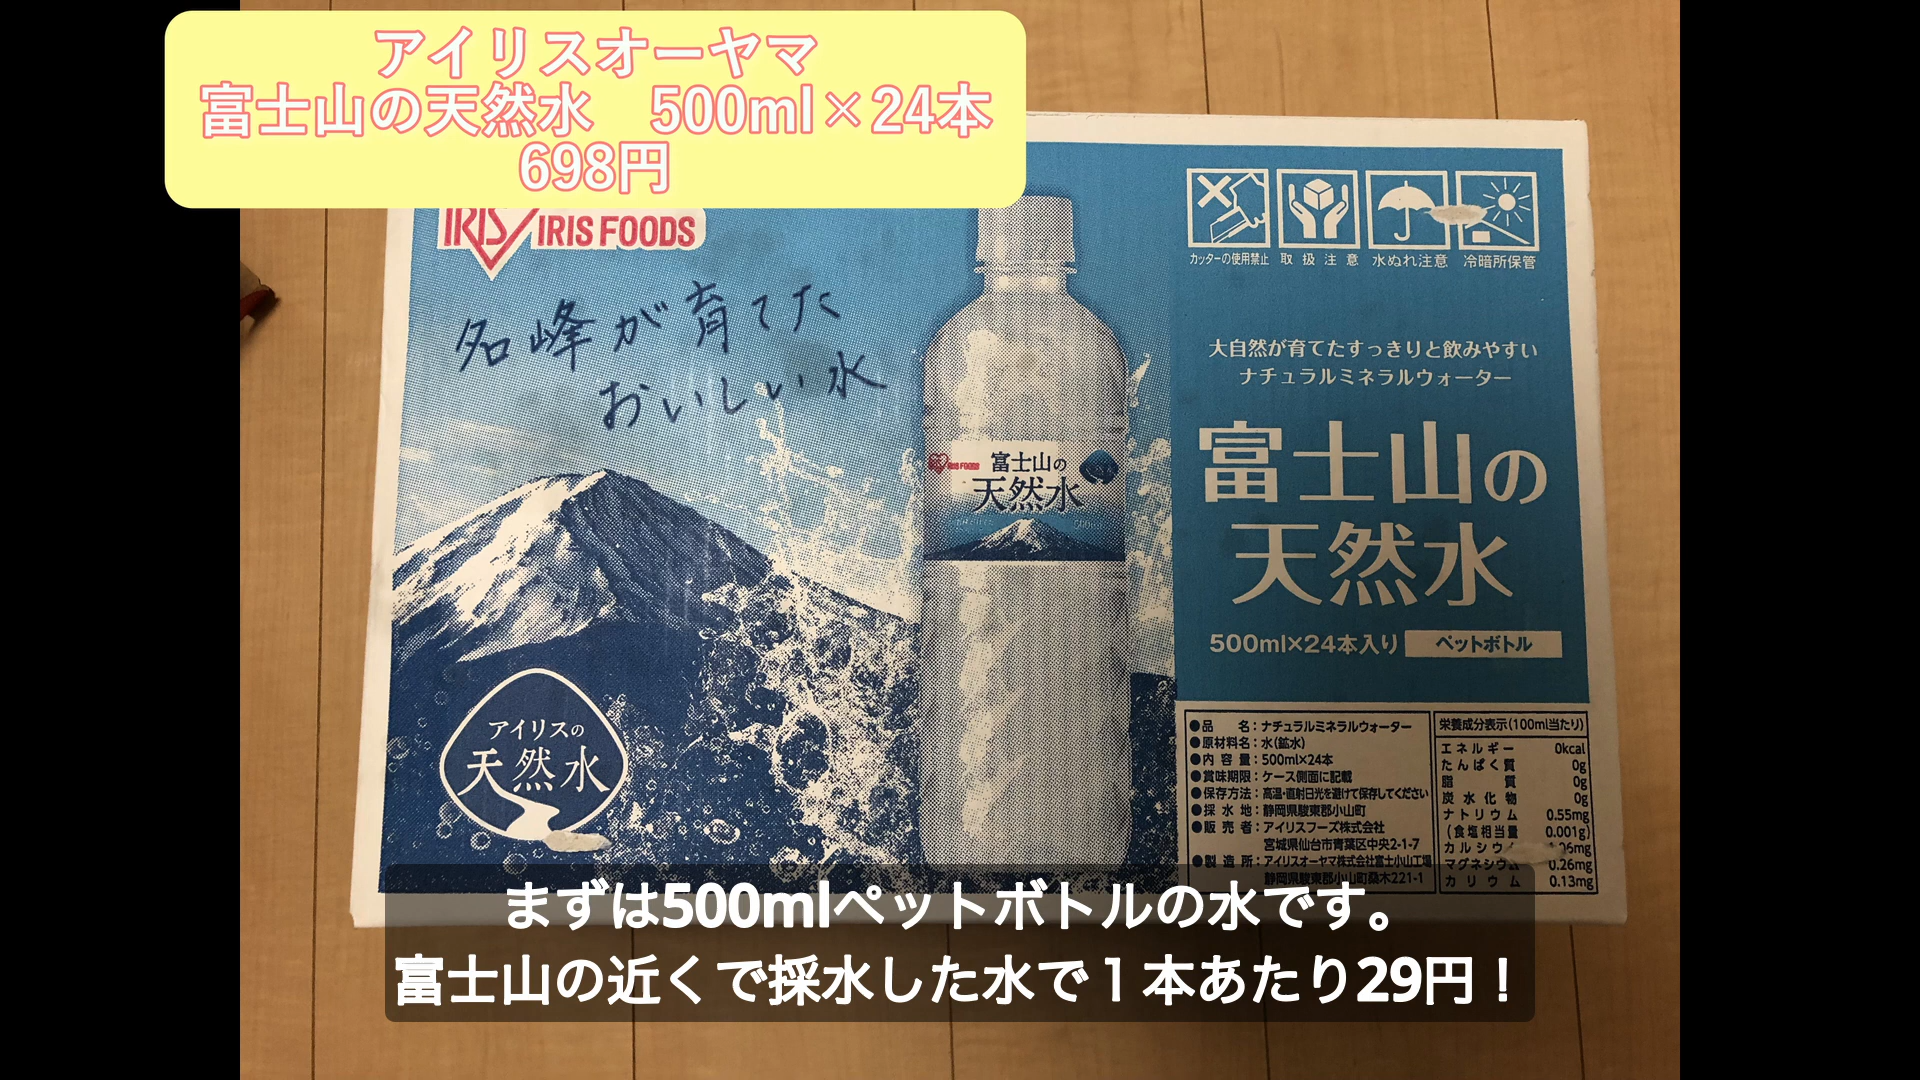 アイリスオーヤマ
富士山の天然水　500ml×24本
698円
IRIS
IRIS FOODS
名峰が育てた
おいしい水
カッターの使用禁止
取扱注意
水ぬれ注意
冷暗所保管
大自然が育てたすっきりと飲みやすい
ナチュラルミネラルウォーター
富士山の
天然水
500ml×24本入り
ペットボトル
IRIS FOODS
富士山の
天然水
アイリスの
天然水
●品名：ナチュラルミネラルウォーター
●原材料名：水(鉱水)
●内容量：500ml×24本
●賞味期限：ケース側面に記載
●保存方法：高温・直射日光を避けて保存してください
●採水地：静岡県駿東郡小山町
●販売者：アイリスフーズ株式会社
宮城県仙台市青葉区中央2-1-7
●製造所：アイリスオーヤマ株式会社富士小山工場
静岡県駿東郡小山町桑木221-1
栄養成分表示(100ml当たり)
エネルギー 0kcal
たんぱく質 0g
脂質 0g
炭水化物 0g
ナトリウム 0.55mg
(食塩相当量 0.001g)
カルシウム
マグネシウム 0.26mg
カリウム 0.13mg
まずは500mlペットボトルの水です。
富士山の近くで採水した水で１本あたり29円！